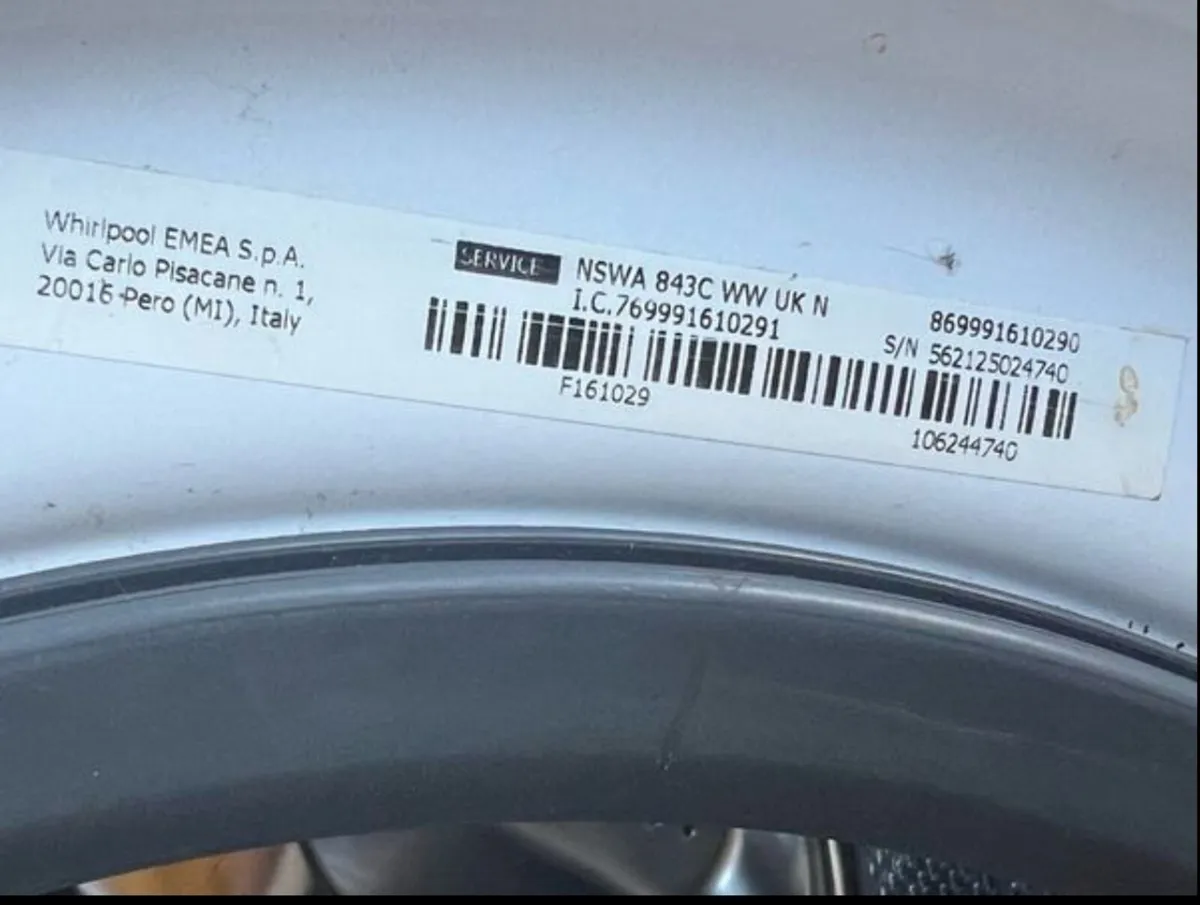 Whirlpool EMEA S.p.A.
Via Carlo Pisacane n. 1,
20016 Pero (MI), Italy
SERVICE NSWA 843C WW UK N
I.C.769991610291
869991610290
S/N 562125024740
F161029
106244740